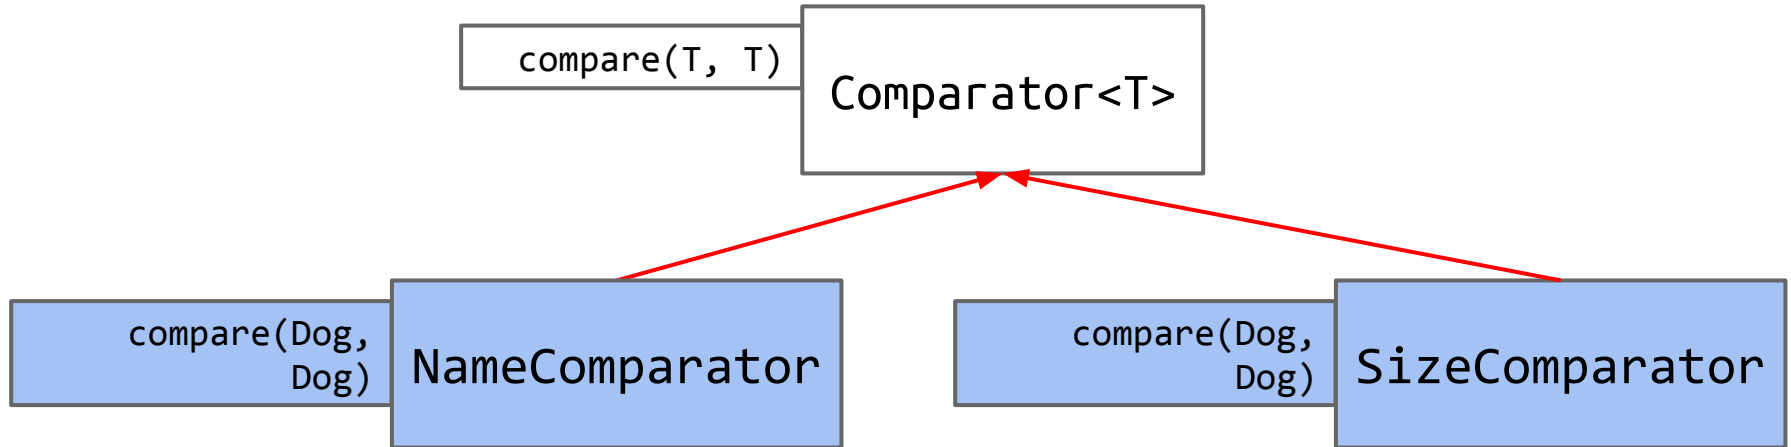 compare(T, T)
Comparator<T>
compare(Dog,
Dog)
NameComparator
compare(Dog,
Dog)
SizeComparator